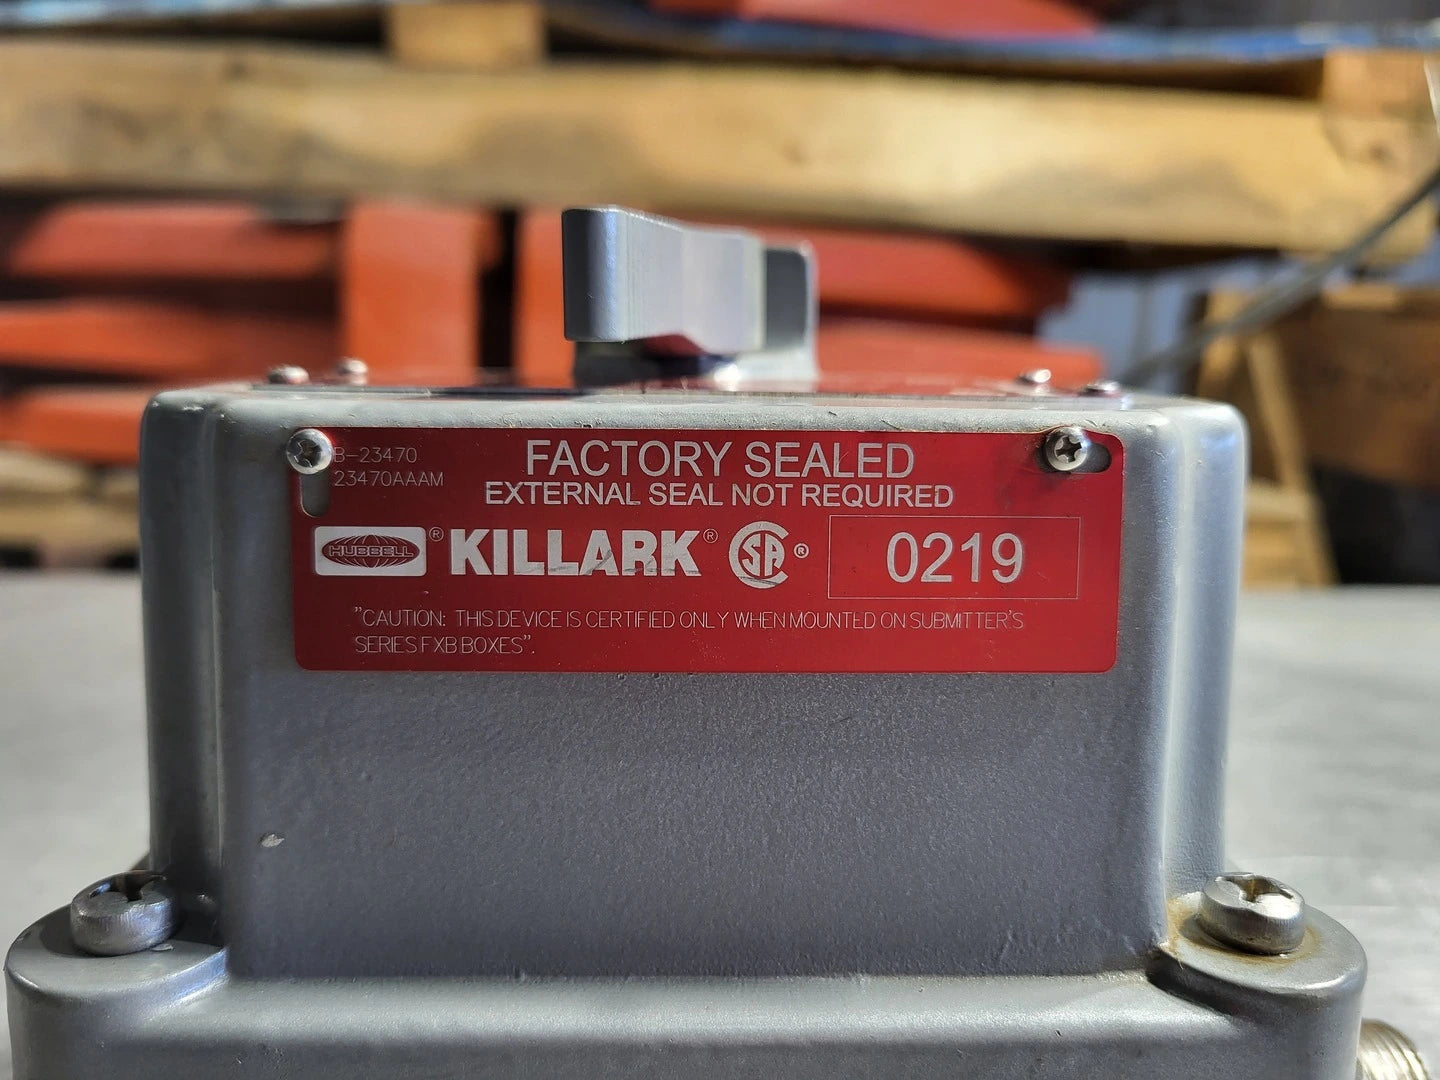 B-23470
23470AAAM
FACTORY SEALED
EXTERNAL SEAL NOT REQUIRED
HUBBELL® KILLARK® CSA® 0219
"CAUTION: THIS DEVICE IS CERTIFIED ONLY WHEN MOUNTED ON SUBMITTER'S
SERIES FXB BOXES".